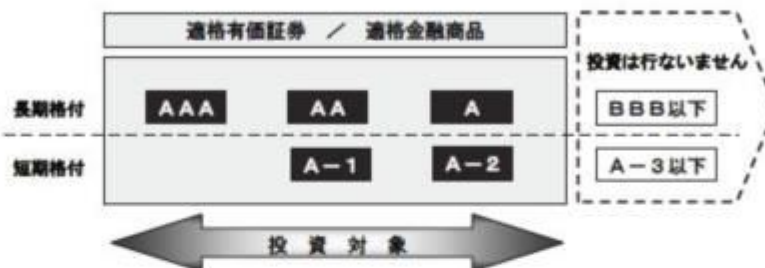 適格有価証券 ／ 適格金融商品
投資は行ないません
長期格付 AAA AA A BBB以下
短期格付 A－1 A－2 A－3以下
投資対象